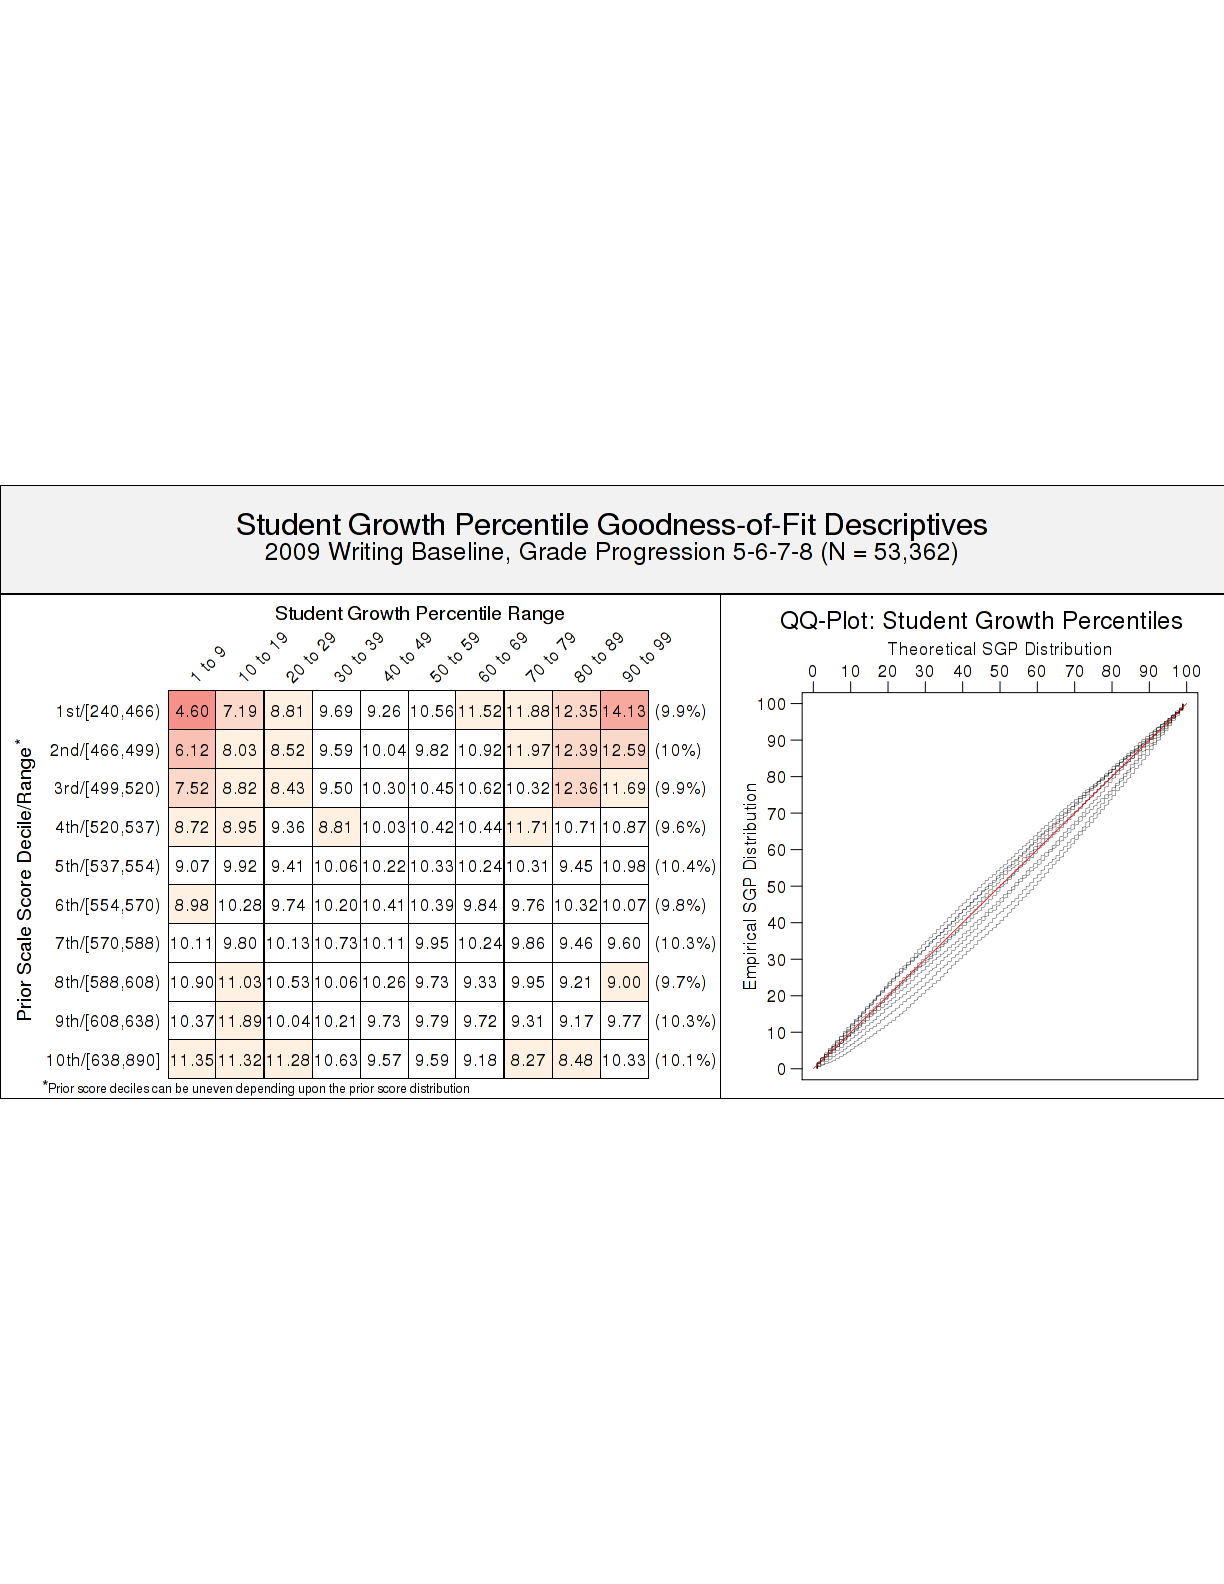 Student Growth Percentile Goodness-of-Fit Descriptives
2009 Writing Baseline, Grade Progression 5-6-7-8 (N = 53,362)
Student Growth Percentile Range
1 to 9 10 to 19 20 to 29 30 to 39 40 to 49 50 to 59 60 to 69 70 to 79 80 to 89 90 to 99
Prior Scale Score Decile/Range*
1st/[240,466) 4.60 7.19 8.81 9.69 9.26 10.56 11.52 11.88 12.35 14.13 (9.9%)
2nd/[466,499) 6.12 8.03 8.52 9.59 10.04 9.82 10.92 11.97 12.39 12.59 (10%)
3rd/[499,520) 7.52 8.82 8.43 9.50 10.30 10.45 10.62 10.32 12.36 11.69 (9.9%)
4th/[520,537) 8.72 8.95 9.36 8.81 10.03 10.42 10.44 11.71 10.71 10.87 (9.6%)
5th/[537,554) 9.07 9.92 9.41 10.06 10.22 10.33 10.24 10.31 9.45 10.98 (10.4%)
6th/[554,570) 8.98 10.28 9.74 10.20 10.41 10.39 9.84 9.76 10.32 10.07 (9.8%)
7th/[570,588) 10.11 9.80 10.13 10.73 10.11 9.95 10.24 9.86 9.46 9.60 (10.3%)
8th/[588,608) 10.90 11.03 10.53 10.06 10.26 9.73 9.33 9.95 9.21 9.00 (9.7%)
9th/[608,638) 10.37 11.89 10.04 10.21 9.73 9.79 9.72 9.31 9.17 9.77 (10.3%)
10th/[638,890] 11.35 11.32 11.28 10.63 9.57 9.59 9.18 8.27 8.48 10.33 (10.1%)
*Prior score deciles can be uneven depending upon the prior score distribution
QQ-Plot: Student Growth Percentiles
Theoretical SGP Distribution
0 10 20 30 40 50 60 70 80 90 100
Empirical SGP Distribution
100
90
80
70
60
50
40
30
20
10
0